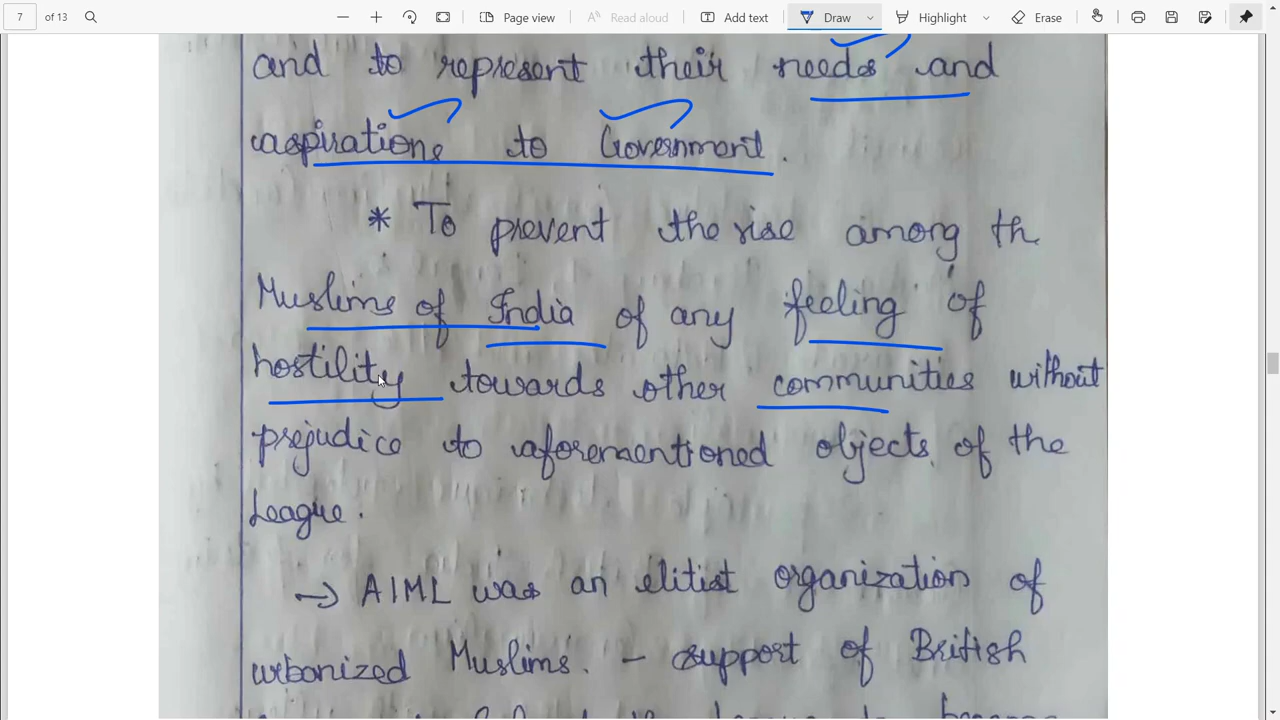 7 of 13 Page view Read aloud Add text Draw Highlight Erase
and to represent their needs and
aspirations to Government.
* To prevent the rise among th
Muslims of India of any feeling of
hostility towards other communities without
prejudice to aforementioned objects of the
League.
→ AIML was an elitist organization of
urbanized Muslims. - support of British